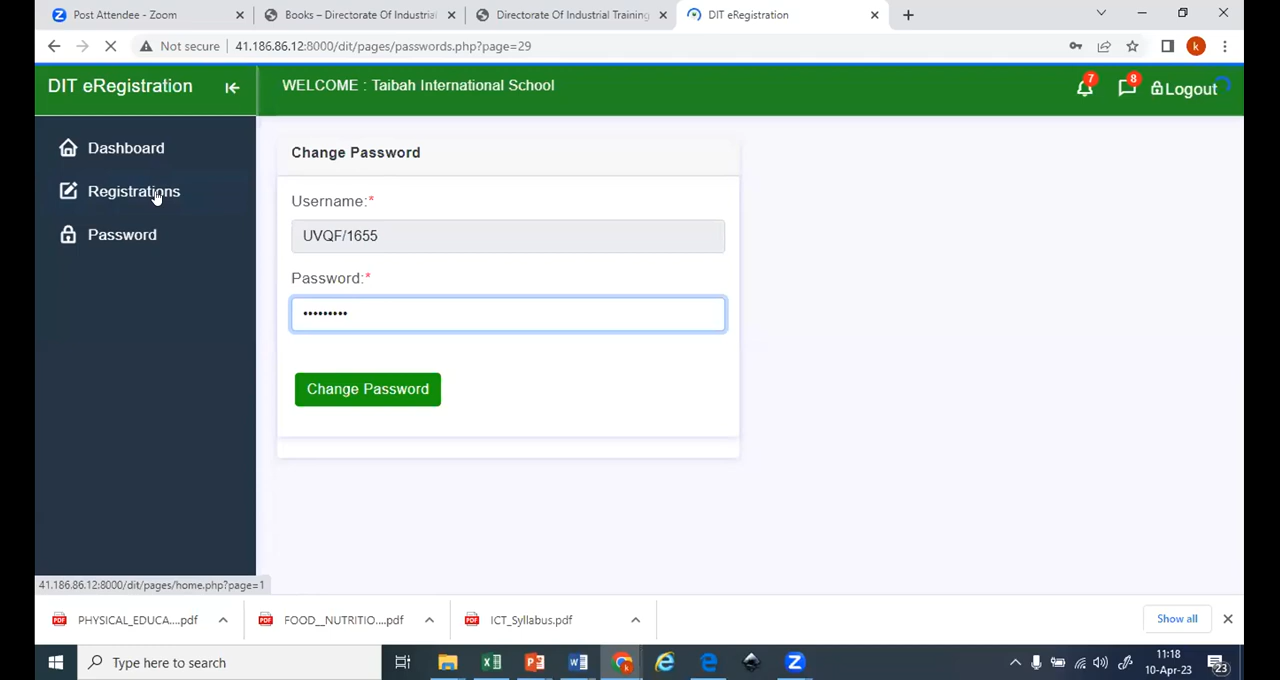 Post Attendee - Zoom
Books – Directorate Of Industrial
Directorate Of Industrial Training
DIT eRegistration
Not secure
41.186.86.12:8000/dit/pages/passwords.php?page=29
k
DIT eRegistration
WELCOME : Taibah International School
7
8
Logout
Dashboard
Registrations
Password
Change Password
Username:*
UVQF/1655
Password:*
•••••••••
Change Password
41.186.86.12:8000/dit/pages/home.php?page=1
PHYSICAL_EDUCA....pdf
FOOD__NUTRITIO....pdf
ICT_Syllabus.pdf
Show all
Type here to search
11:18
10-Apr-23
23